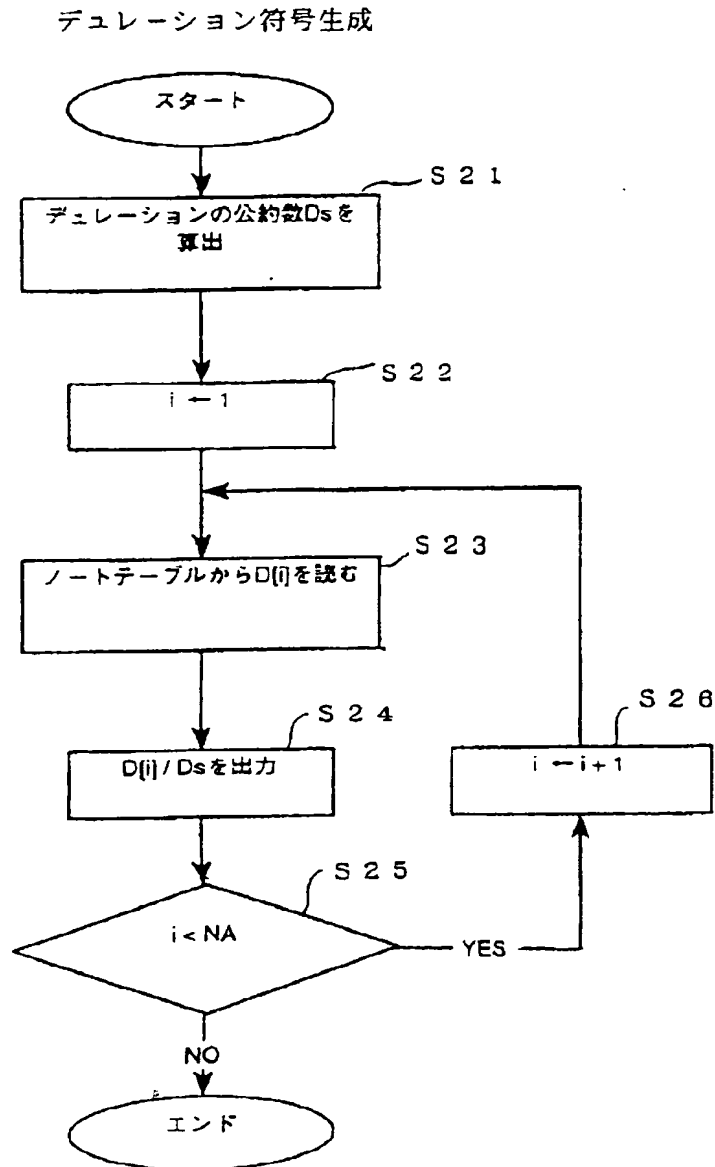 デュレーション符号生成
スタート
S21
デュレーションの公約数Dsを
算出
S22
i ← 1
S23
ノートテーブルからD[i]を読む
S24
D[i] / Dsを出力
S26
i ← i + 1
S25
i < NA
YES
NO
エンド